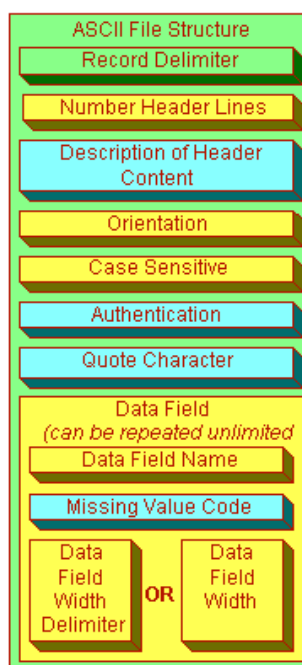 ASCII File Structure
Record Delimiter
Number Header Lines
Description of Header
Content
Orientation
Case Sensitive
Authentication
Quote Character
Data Field
(can be repeated unlimited
Data Field Name
Missing Value Code
Data
Field
Width
Delimiter
OR
Data
Field
Width